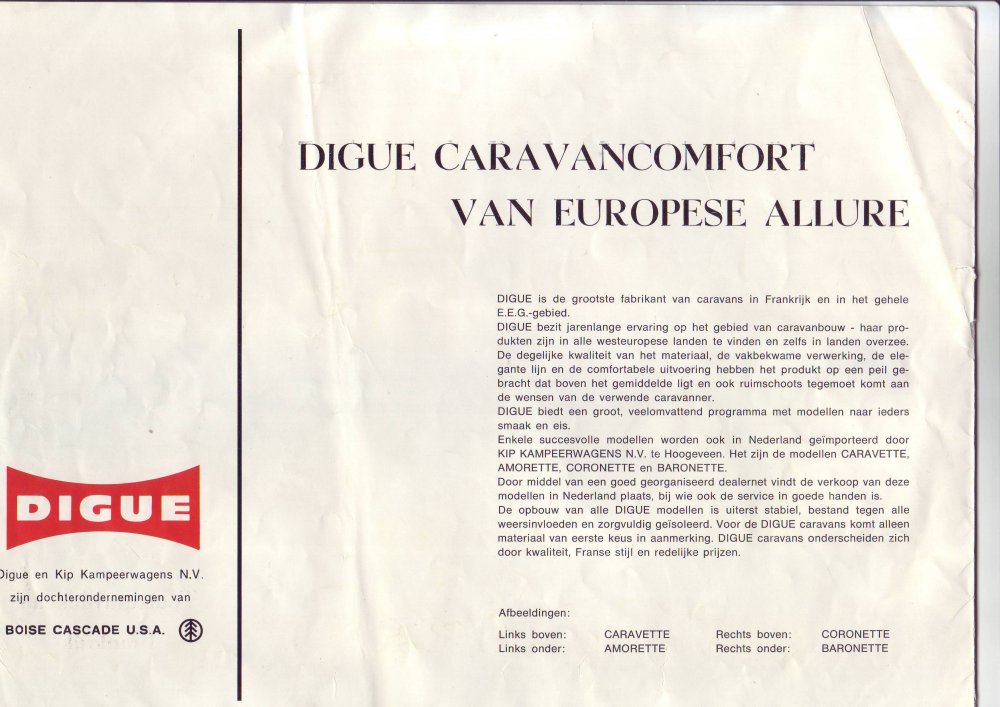 DIGUE CARAVANCOMFORT
VAN EUROPESE ALLURE
DIGUE is de grootste fabrikant van caravans in Frankrijk en in het gehele
E.E.G.-gebied.
DIGUE bezit jarenlange ervaring op het gebied van caravanbouw - haar pro-
dukten zijn in alle westeuropese landen te vinden en zelfs in landen overzee.
De degelijke kwaliteit van het materiaal, de vakbekwame verwerking, de ele-
gante lijn en de comfortabele uitvoering hebben het produkt op een peil ge-
bracht dat boven het gemiddelde ligt en ook ruimschoots tegemoet komt aan
de wensen van de verwende caravanner.
DIGUE biedt een groot, veelomvattend programma met modellen naar ieders
smaak en eis.
Enkele succesvolle modellen worden ook in Nederland geïmporteerd door
KIP KAMPEERWAGENS N.V. te Hoogeveen. Het zijn de modellen CARAVETTE,
AMORETTE, CORONETTE en BARONETTE.
Door middel van een goed georganiseerd dealernet vindt de verkoop van deze
modellen in Nederland plaats, bij wie ook de service in goede handen is.
De opbouw van alle DIGUE modellen is uiterst stabiel, bestand tegen alle
weersinvloeden en zorgvuldig geïsoleerd. Voor de DIGUE caravans komt alleen
materiaal van eerste keus in aanmerking. DIGUE caravans onderscheiden zich
door kwaliteit, Franse stijl en redelijke prijzen.
DIGUE
Digue en Kip Kampeerwagens N.V.
zijn dochterondernemingen van
BOISE CASCADE U.S.A.
Afbeeldingen:
Links boven: CARAVETTE Rechts boven: CORONETTE
Links onder: AMORETTE Rechts onder: BARONETTE